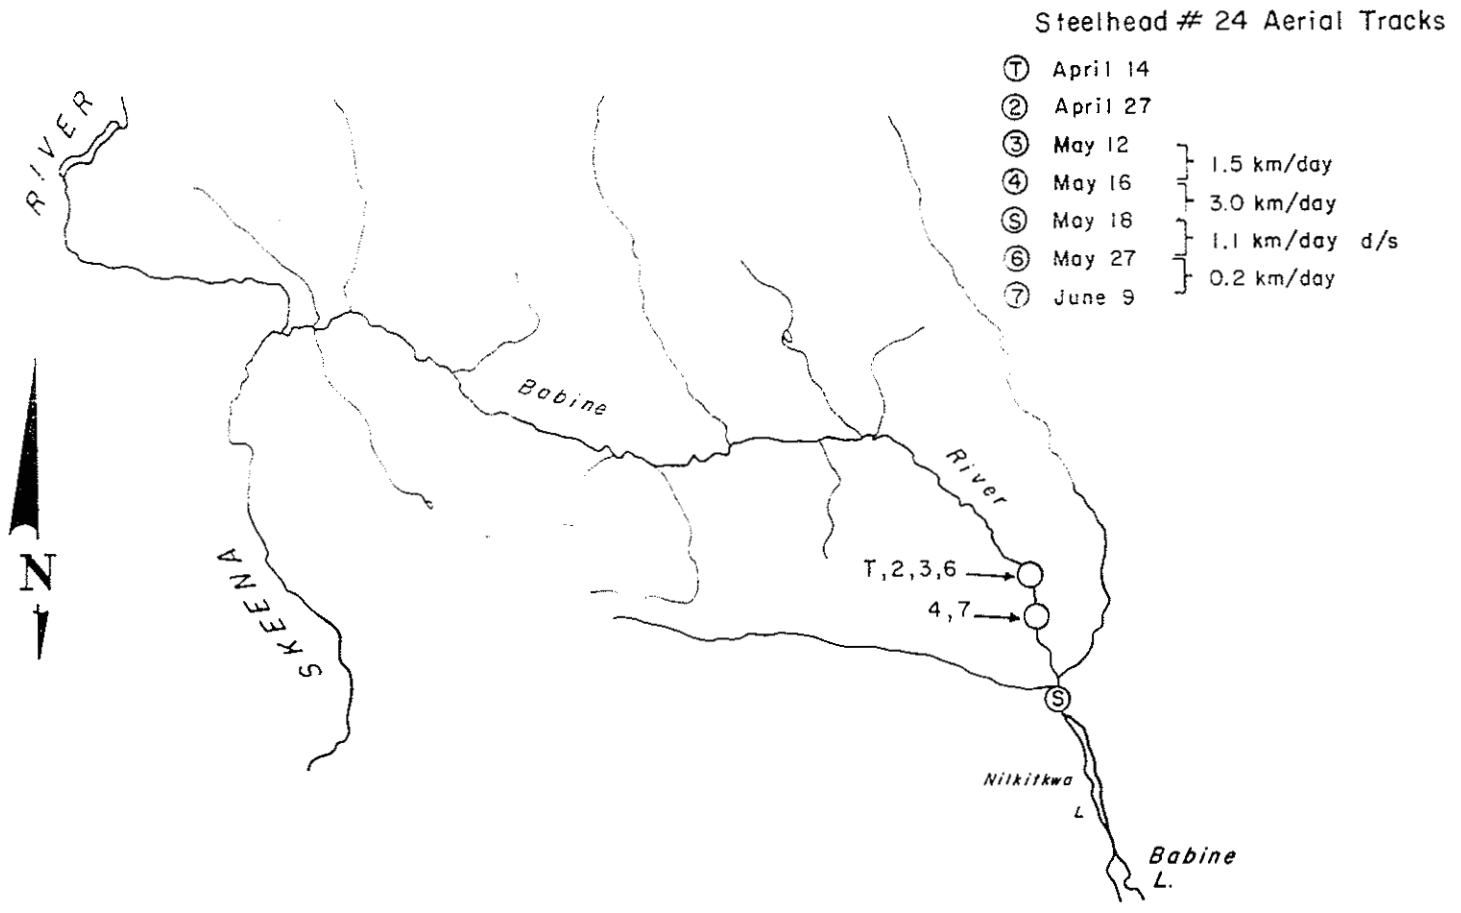 Steelhead # 24 Aerial Tracks
T April 14
2 April 27
3 May 12
1.5 km/day
4 May 16
3.0 km/day
S May 18
1.1 km/day d/s
6 May 27
0.2 km/day
7 June 9
RIVER
Babine
River
N
SKEENA
T,2,3,6
4,7
S
Nilkitkwa
L
Babine
L.